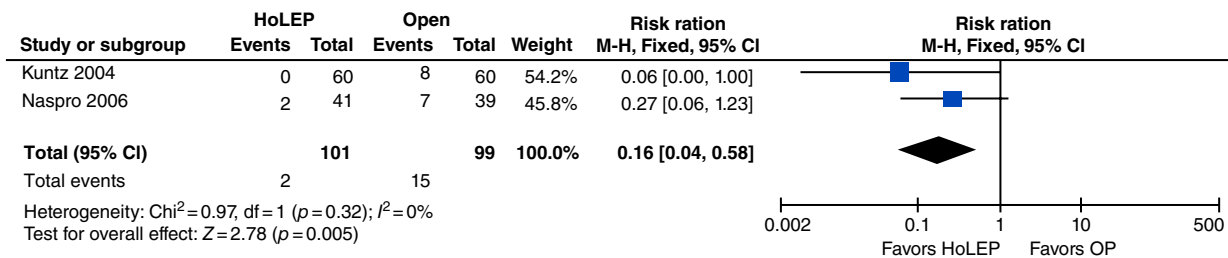 HoLEP Open Risk ration Risk ration
Study or subgroup Events Total Events Total Weight M-H, Fixed, 95% CI M-H, Fixed, 95% CI
Kuntz 2004 0 60 8 60 54.2% 0.06 [0.00, 1.00]
Naspro 2006 2 41 7 39 45.8% 0.27 [0.06, 1.23]
Total (95% CI) 101 99 100.0% 0.16 [0.04, 0.58]
Total events 2 15
Heterogeneity: Chi²=0.97, df=1 (p=0.32); I²=0%
Test for overall effect: Z=2.78 (p=0.005)
0.002 0.1 1 10 500
Favors HoLEP Favors OP